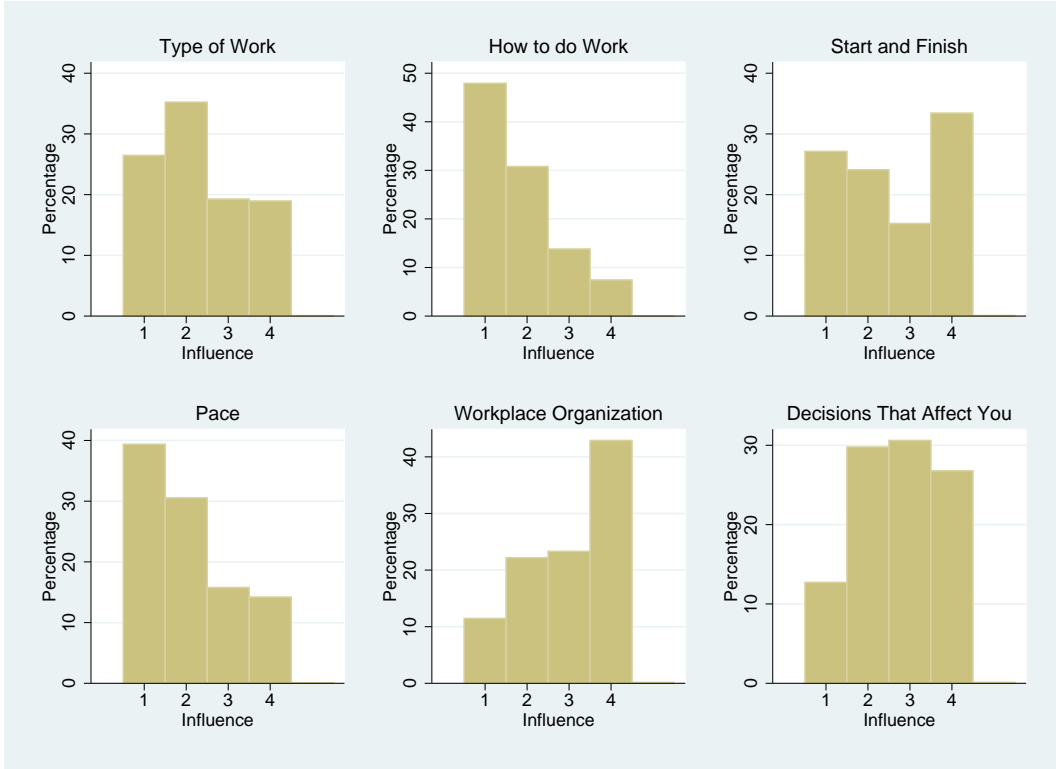 Type of Work
Percentage
0 10 20 30 40
1 2 3 4
Influence
How to do Work
Percentage
0 10 20 30 40 50
1 2 3 4
Influence
Start and Finish
Percentage
0 10 20 30 40
1 2 3 4
Influence
Pace
Percentage
0 10 20 30 40
1 2 3 4
Influence
Workplace Organization
Percentage
0 10 20 30 40
1 2 3 4
Influence
Decisions That Affect You
Percentage
0 10 20 30
1 2 3 4
Influence